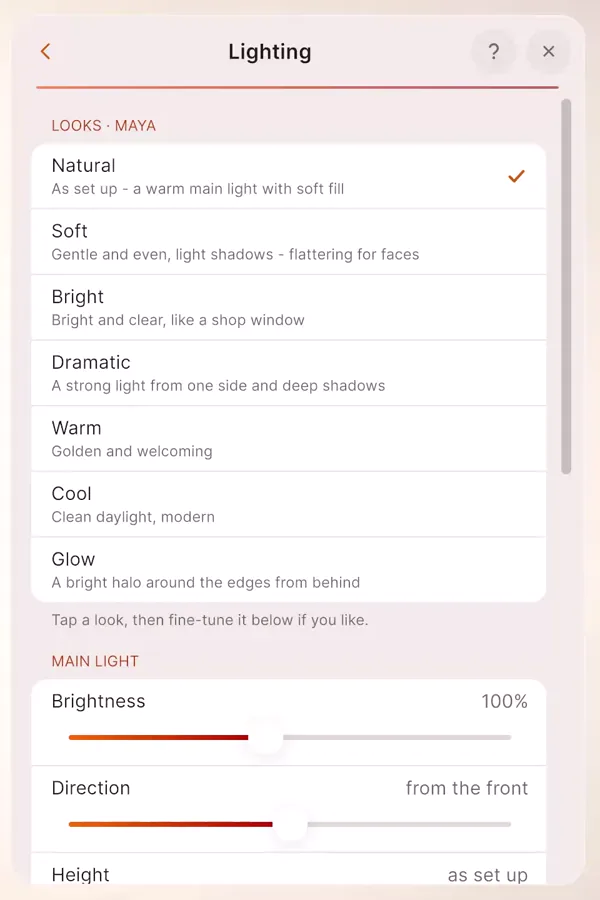 Lighting
?
LOOKS · MAYA
Natural
As set up - a warm main light with soft fill
Soft
Gentle and even, light shadows - flattering for faces
Bright
Bright and clear, like a shop window
Dramatic
A strong light from one side and deep shadows
Warm
Golden and welcoming
Cool
Clean daylight, modern
Glow
A bright halo around the edges from behind
Tap a look, then fine-tune it below if you like.
MAIN LIGHT
Brightness 100%
Direction from the front
Height as set up